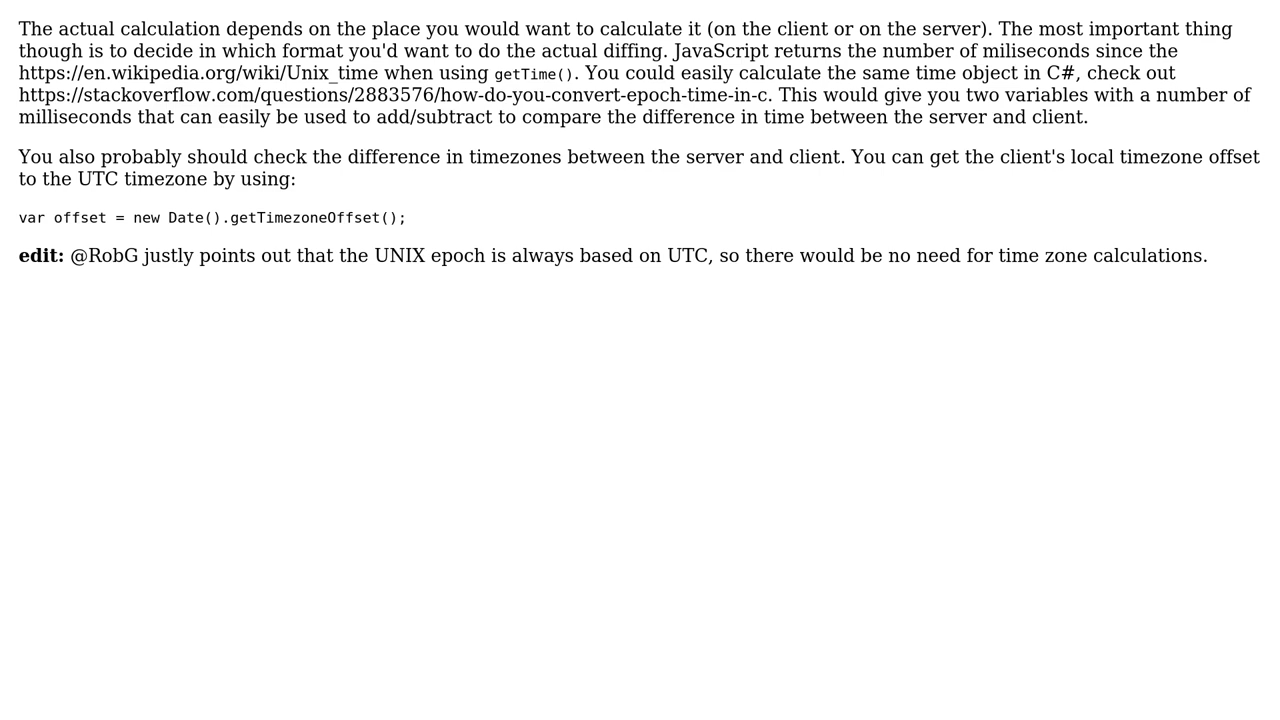 The actual calculation depends on the place you would want to calculate it (on the client or on the server). The most important thing
though is to decide in which format you'd want to do the actual diffing. JavaScript returns the number of miliseconds since the
https://en.wikipedia.org/wiki/Unix_time when using getTime(). You could easily calculate the same time object in C#, check out
https://stackoverflow.com/questions/2883576/how-do-you-convert-epoch-time-in-c. This would give you two variables with a number of
milliseconds that can easily be used to add/subtract to compare the difference in time between the server and client.
You also probably should check the difference in timezones between the server and client. You can get the client's local timezone offset
to the UTC timezone by using:
var offset = new Date().getTimezoneOffset();
edit: @RobG justly points out that the UNIX epoch is always based on UTC, so there would be no need for time zone calculations.